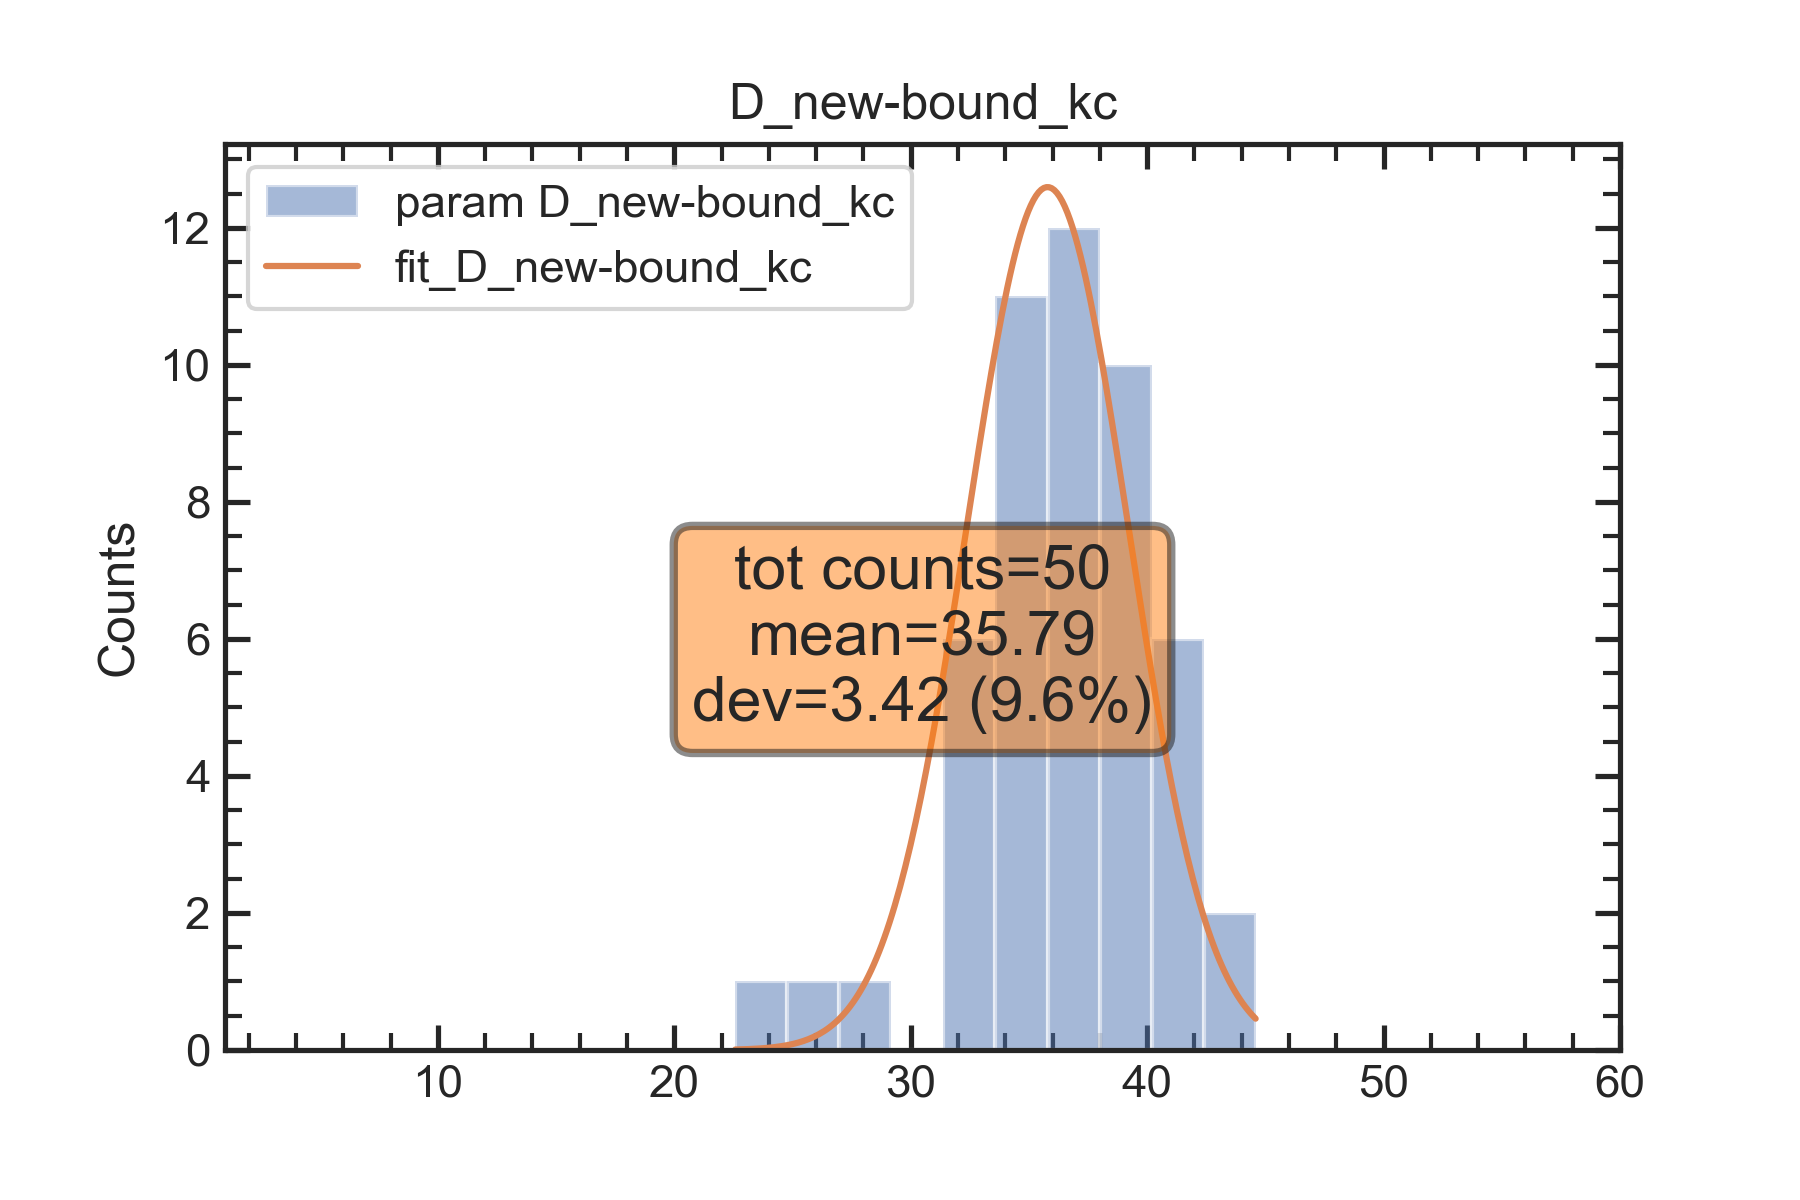 D_new-bound_kc
param D_new-bound_kc
fit_D_new-bound_kc
12
10
8
6
4
2
0
Counts
tot counts=50
mean=35.79
dev=3.42 (9.6%)
10 20 30 40 50 60